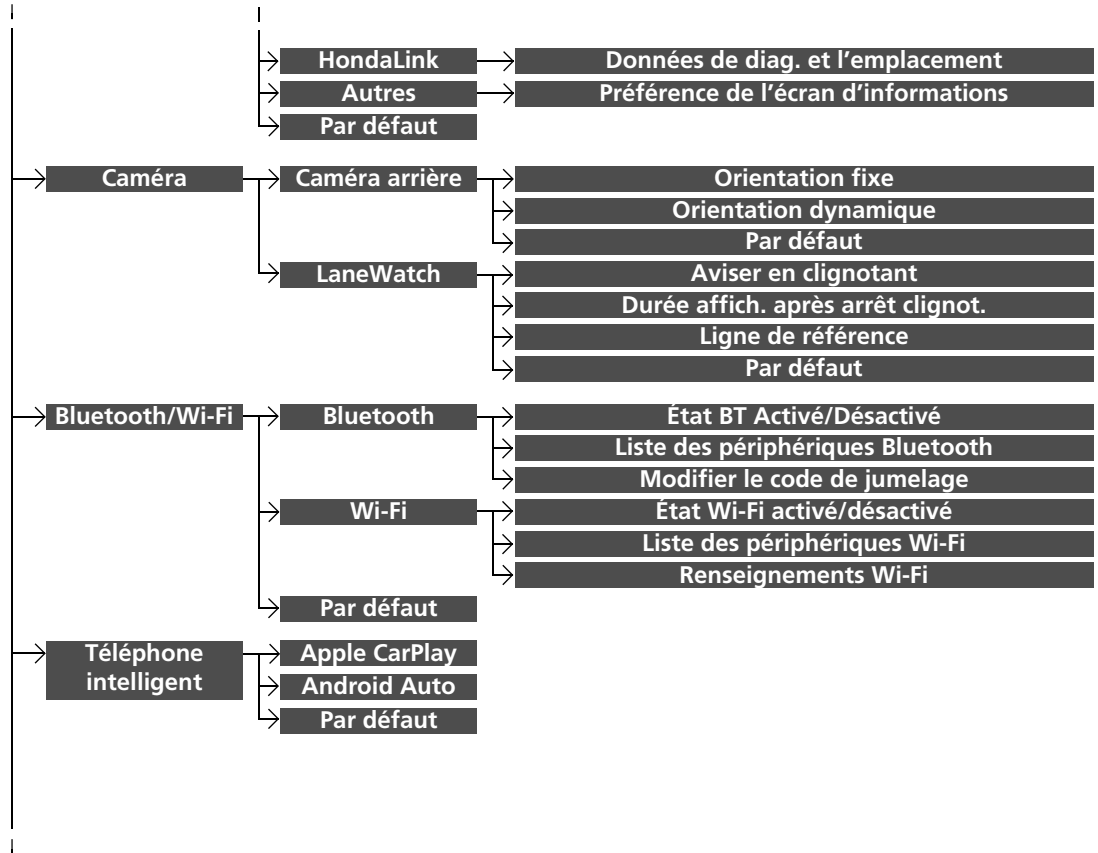 HondaLink
Données de diag. et l’emplacement
Autres
Préférence de l’écran d’informations
Par défaut
Caméra
Caméra arrière
Orientation fixe
Orientation dynamique
Par défaut
LaneWatch
Aviser en clignotant
Durée affich. après arrêt clignot.
Ligne de référence
Par défaut
Bluetooth/Wi-Fi
Bluetooth
État BT Activé/Désactivé
Liste des périphériques Bluetooth
Modifier le code de jumelage
Wi-Fi
État Wi-Fi activé/désactivé
Liste des périphériques Wi-Fi
Renseignements Wi-Fi
Par défaut
Téléphone
intelligent
Apple CarPlay
Android Auto
Par défaut